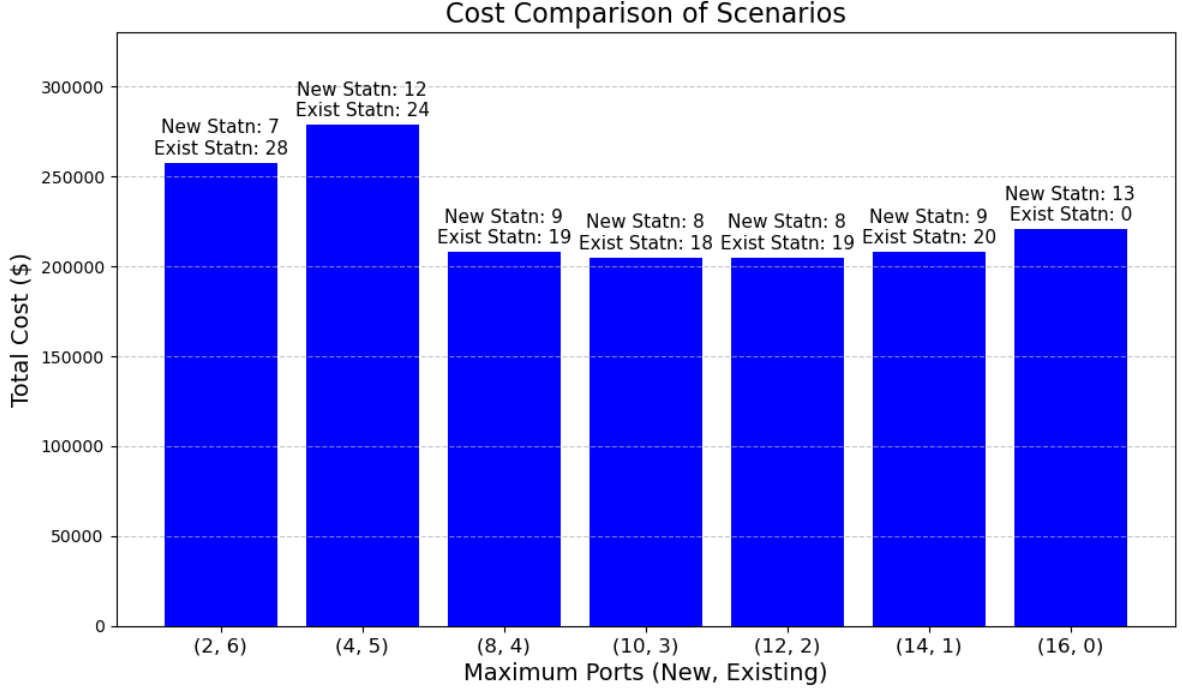 Cost Comparison of Scenarios
Total Cost ($)
300000
250000
200000
150000
100000
50000
0
New Statn: 7
Exist Statn: 28
New Statn: 12
Exist Statn: 24
New Statn: 9
Exist Statn: 19
New Statn: 8
Exist Statn: 18
New Statn: 8
Exist Statn: 19
New Statn: 9
Exist Statn: 20
New Statn: 13
Exist Statn: 0
(2, 6)
(4, 5)
(8, 4)
(10, 3)
(12, 2)
(14, 1)
(16, 0)
Maximum Ports (New, Existing)